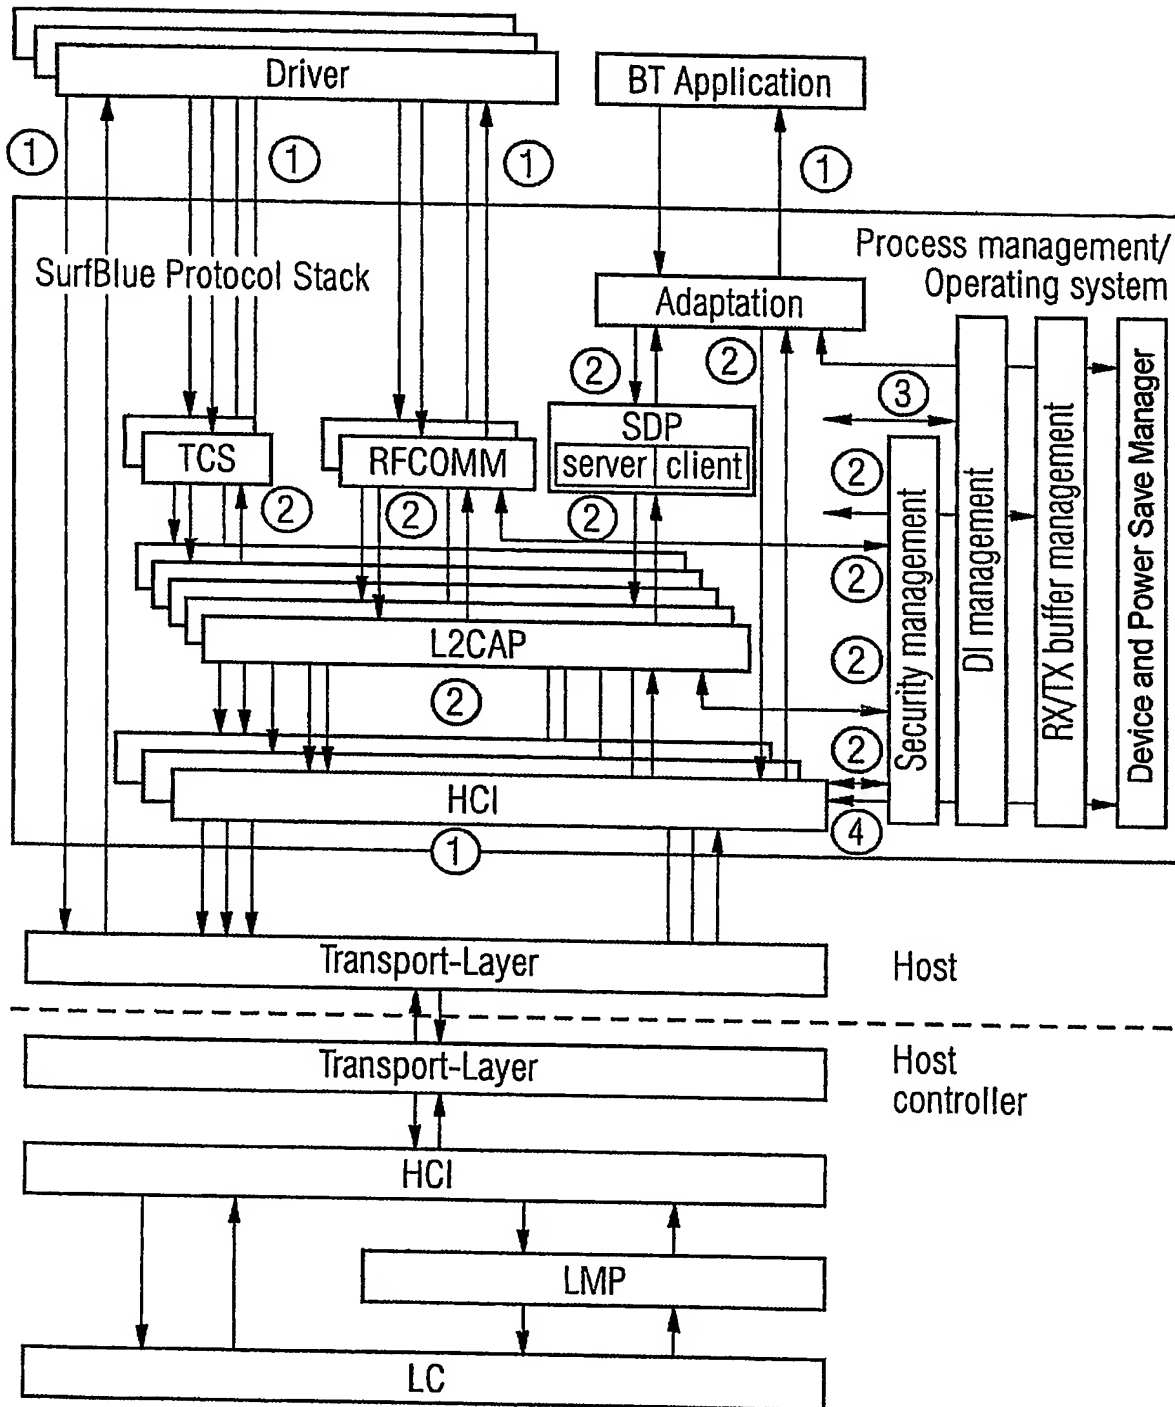 Driver
BT Application
1
1
1
1
Process management/
Operating system
SurfBlue Protocol Stack
Adaptation
2
2
3
SDP
server client
TCS
RFCOMM
2
2
2
2
2
2
2
2
4
L2CAP
HCI
1
Security management
DI management
RX/TX buffer management
Device and Power Save Manager
Transport-Layer
Host
Transport-Layer
Host
controller
HCI
LMP
LC